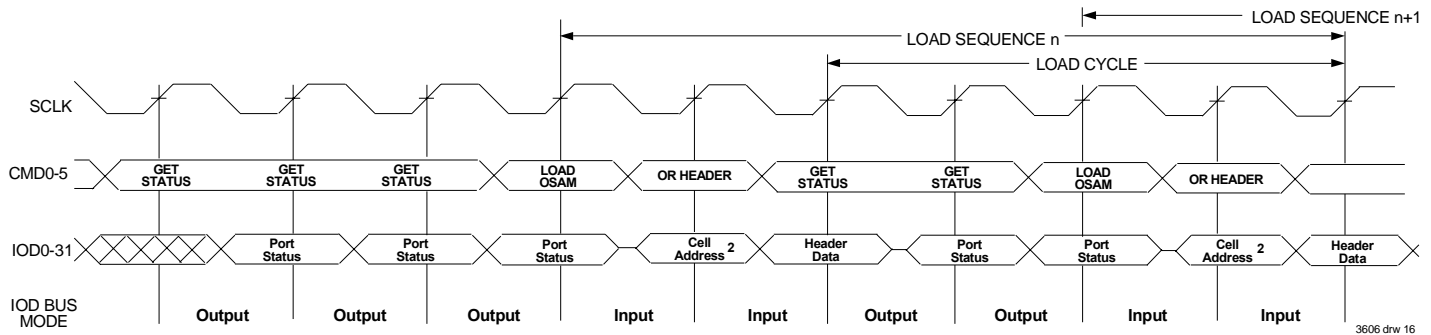 LOAD SEQUENCE n+1
LOAD SEQUENCE n
LOAD CYCLE
SCLK
CMD0-5
GET STATUS
GET STATUS
GET STATUS
LOAD OSAM
OR HEADER
GET STATUS
GET STATUS
LOAD OSAM
OR HEADER
IOD0-31
Port Status
Port Status
Port Status
Cell Address 2
Header Data
Port Status
Port Status
Cell Address 2
Header Data
IOD BUS MODE
Output
Output
Output
Input
Input
Output
Output
Input
Input
3606 drw 16